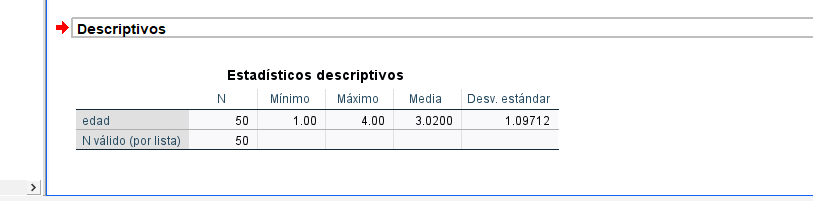 Descriptivos
Estadísticos descriptivos
N Mínimo Máximo Media Desv. estándar
edad 50 1.00 4.00 3.0200 1.09712
N válido (por lista) 50